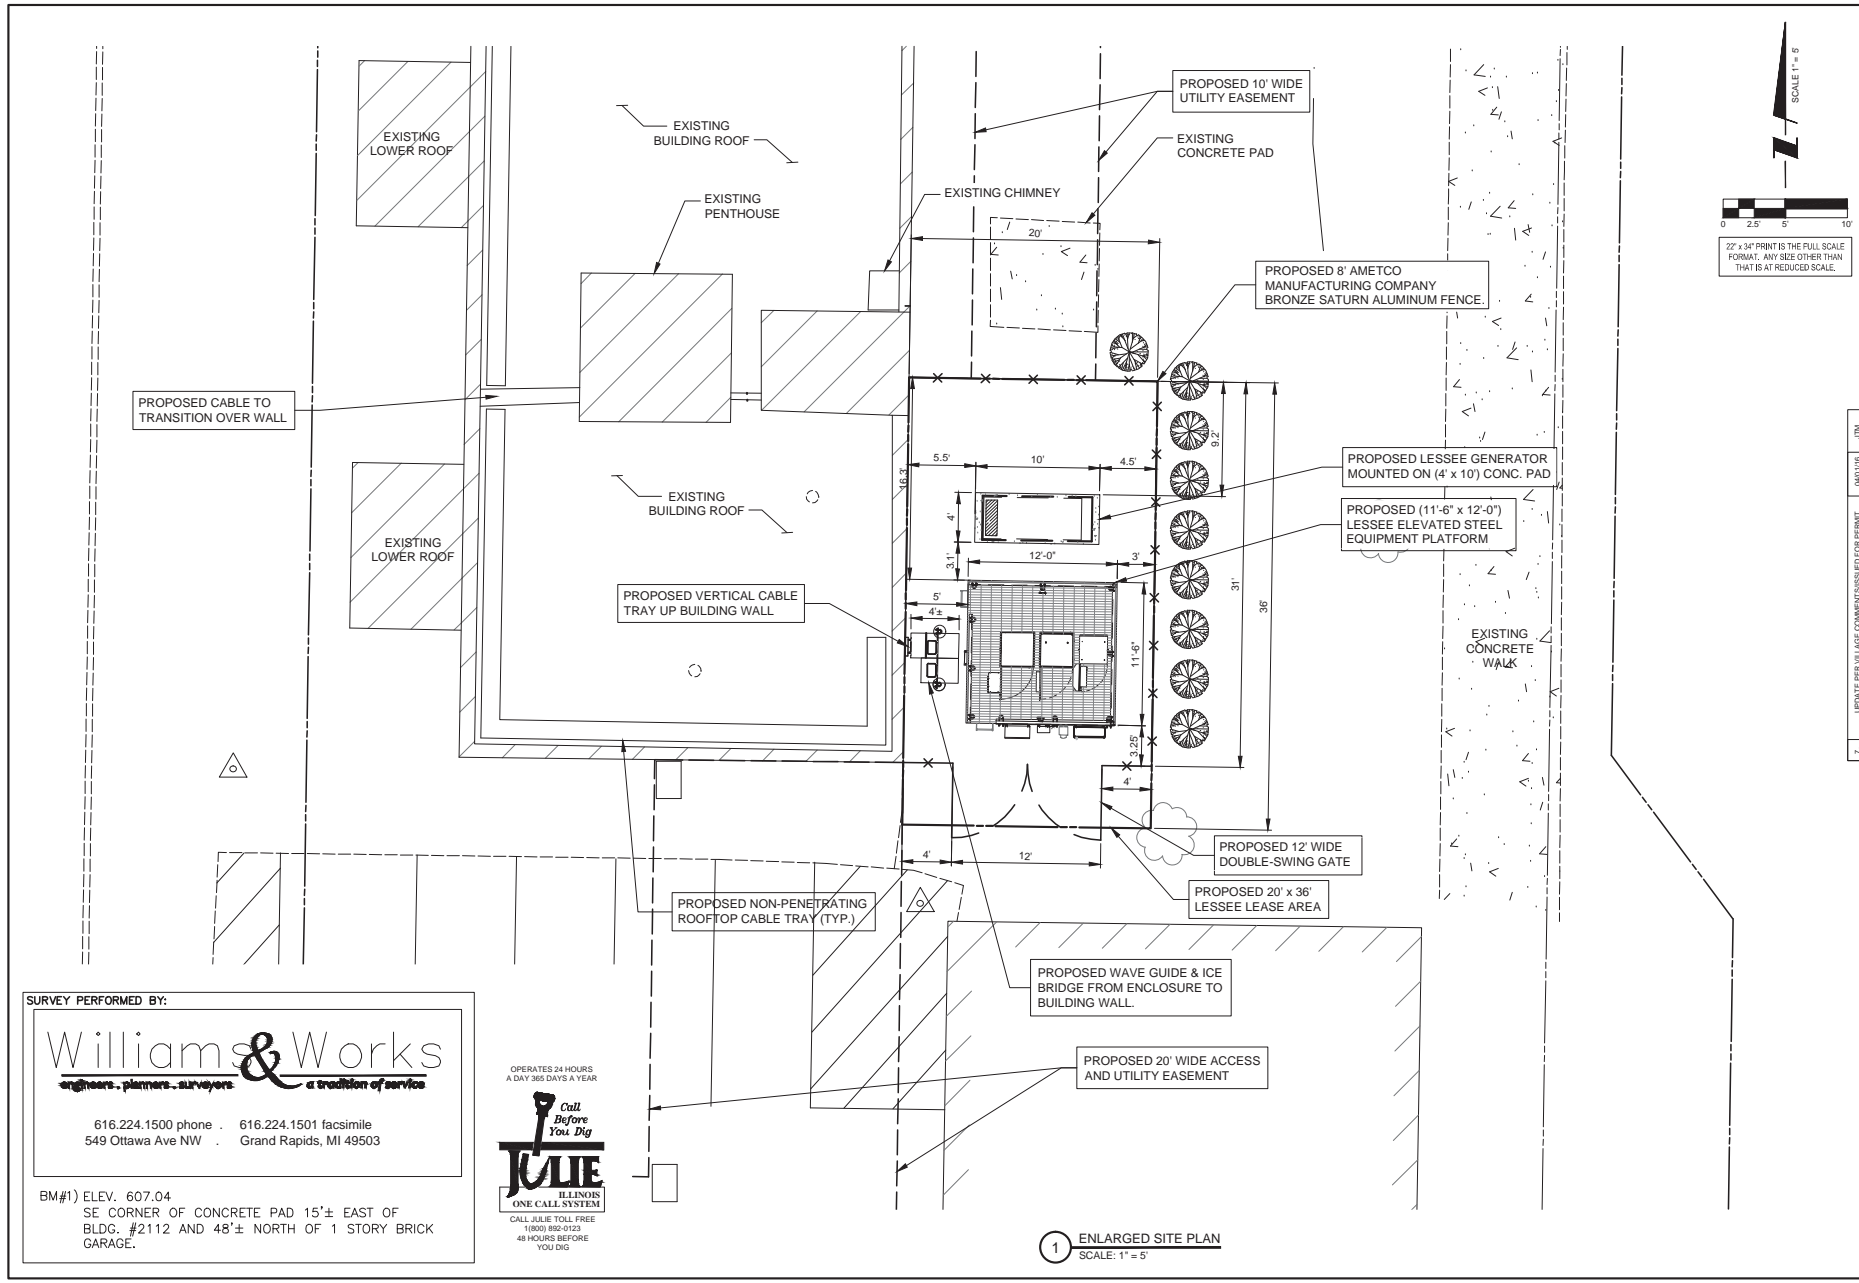 PROPOSED 10' WIDE
UTILITY EASEMENT
EXISTING
BUILDING ROOF
EXISTING
LOWER ROOF
EXISTING
CONCRETE PAD
EXISTING
PENTHOUSE
EXISTING CHIMNEY
20'
SCALE 1" = 5'
0 2.5' 5' 10'
22" x 34" PRINT IS THE FULL SCALE
FORMAT. ANY SIZE OTHER THAN
THAT IS AT REDUCED SCALE.
PROPOSED 8' AMETCO
MANUFACTURING COMPANY
BRONZE SATURN ALUMINUM FENCE.
PROPOSED CABLE TO
TRANSITION OVER WALL
16.3'
5.5'
10'
4.5'
9.2'
31'
36'
PROPOSED LESSEE GENERATOR
MOUNTED ON (4' x 10') CONC. PAD
PROPOSED (11'-6" x 12'-0")
LESSEE ELEVATED STEEL
EQUIPMENT PLATFORM
EXISTING
BUILDING ROOF
EXISTING
LOWER ROOF
4'
3.1'
12'-0"
3'
PROPOSED VERTICAL CABLE
TRAY UP BUILDING WALL
5'
4'±
11'-6"
3.25'
4'
EXISTING
CONCRETE
WALK
4'
12'
PROPOSED 12' WIDE
DOUBLE-SWING GATE
PROPOSED 20' x 36'
LESSEE LEASE AREA
PROPOSED NON-PENETRATING
ROOFTOP CABLE TRAY (TYP.)
PROPOSED WAVE GUIDE & ICE
BRIDGE FROM ENCLOSURE TO
BUILDING WALL.
PROPOSED 20' WIDE ACCESS
AND UTILITY EASEMENT
SURVEY PERFORMED BY:
Williams & Works
engineers . planners . surveyors a tradition of service
616.224.1500 phone . 616.224.1501 facsimile
549 Ottawa Ave NW . Grand Rapids, MI 49503
BM#1) ELEV. 607.04
SE CORNER OF CONCRETE PAD 15'± EAST OF
BLDG. #2112 AND 48'± NORTH OF 1 STORY BRICK
GARAGE.
OPERATES 24 HOURS
A DAY 365 DAYS A YEAR
Call
Before
You Dig
JULIE
ILLINOIS
ONE CALL SYSTEM
CALL JULIE TOLL FREE
1(800) 892-0123
48 HOURS BEFORE
YOU DIG
1 ENLARGED SITE PLAN
SCALE: 1" = 5'